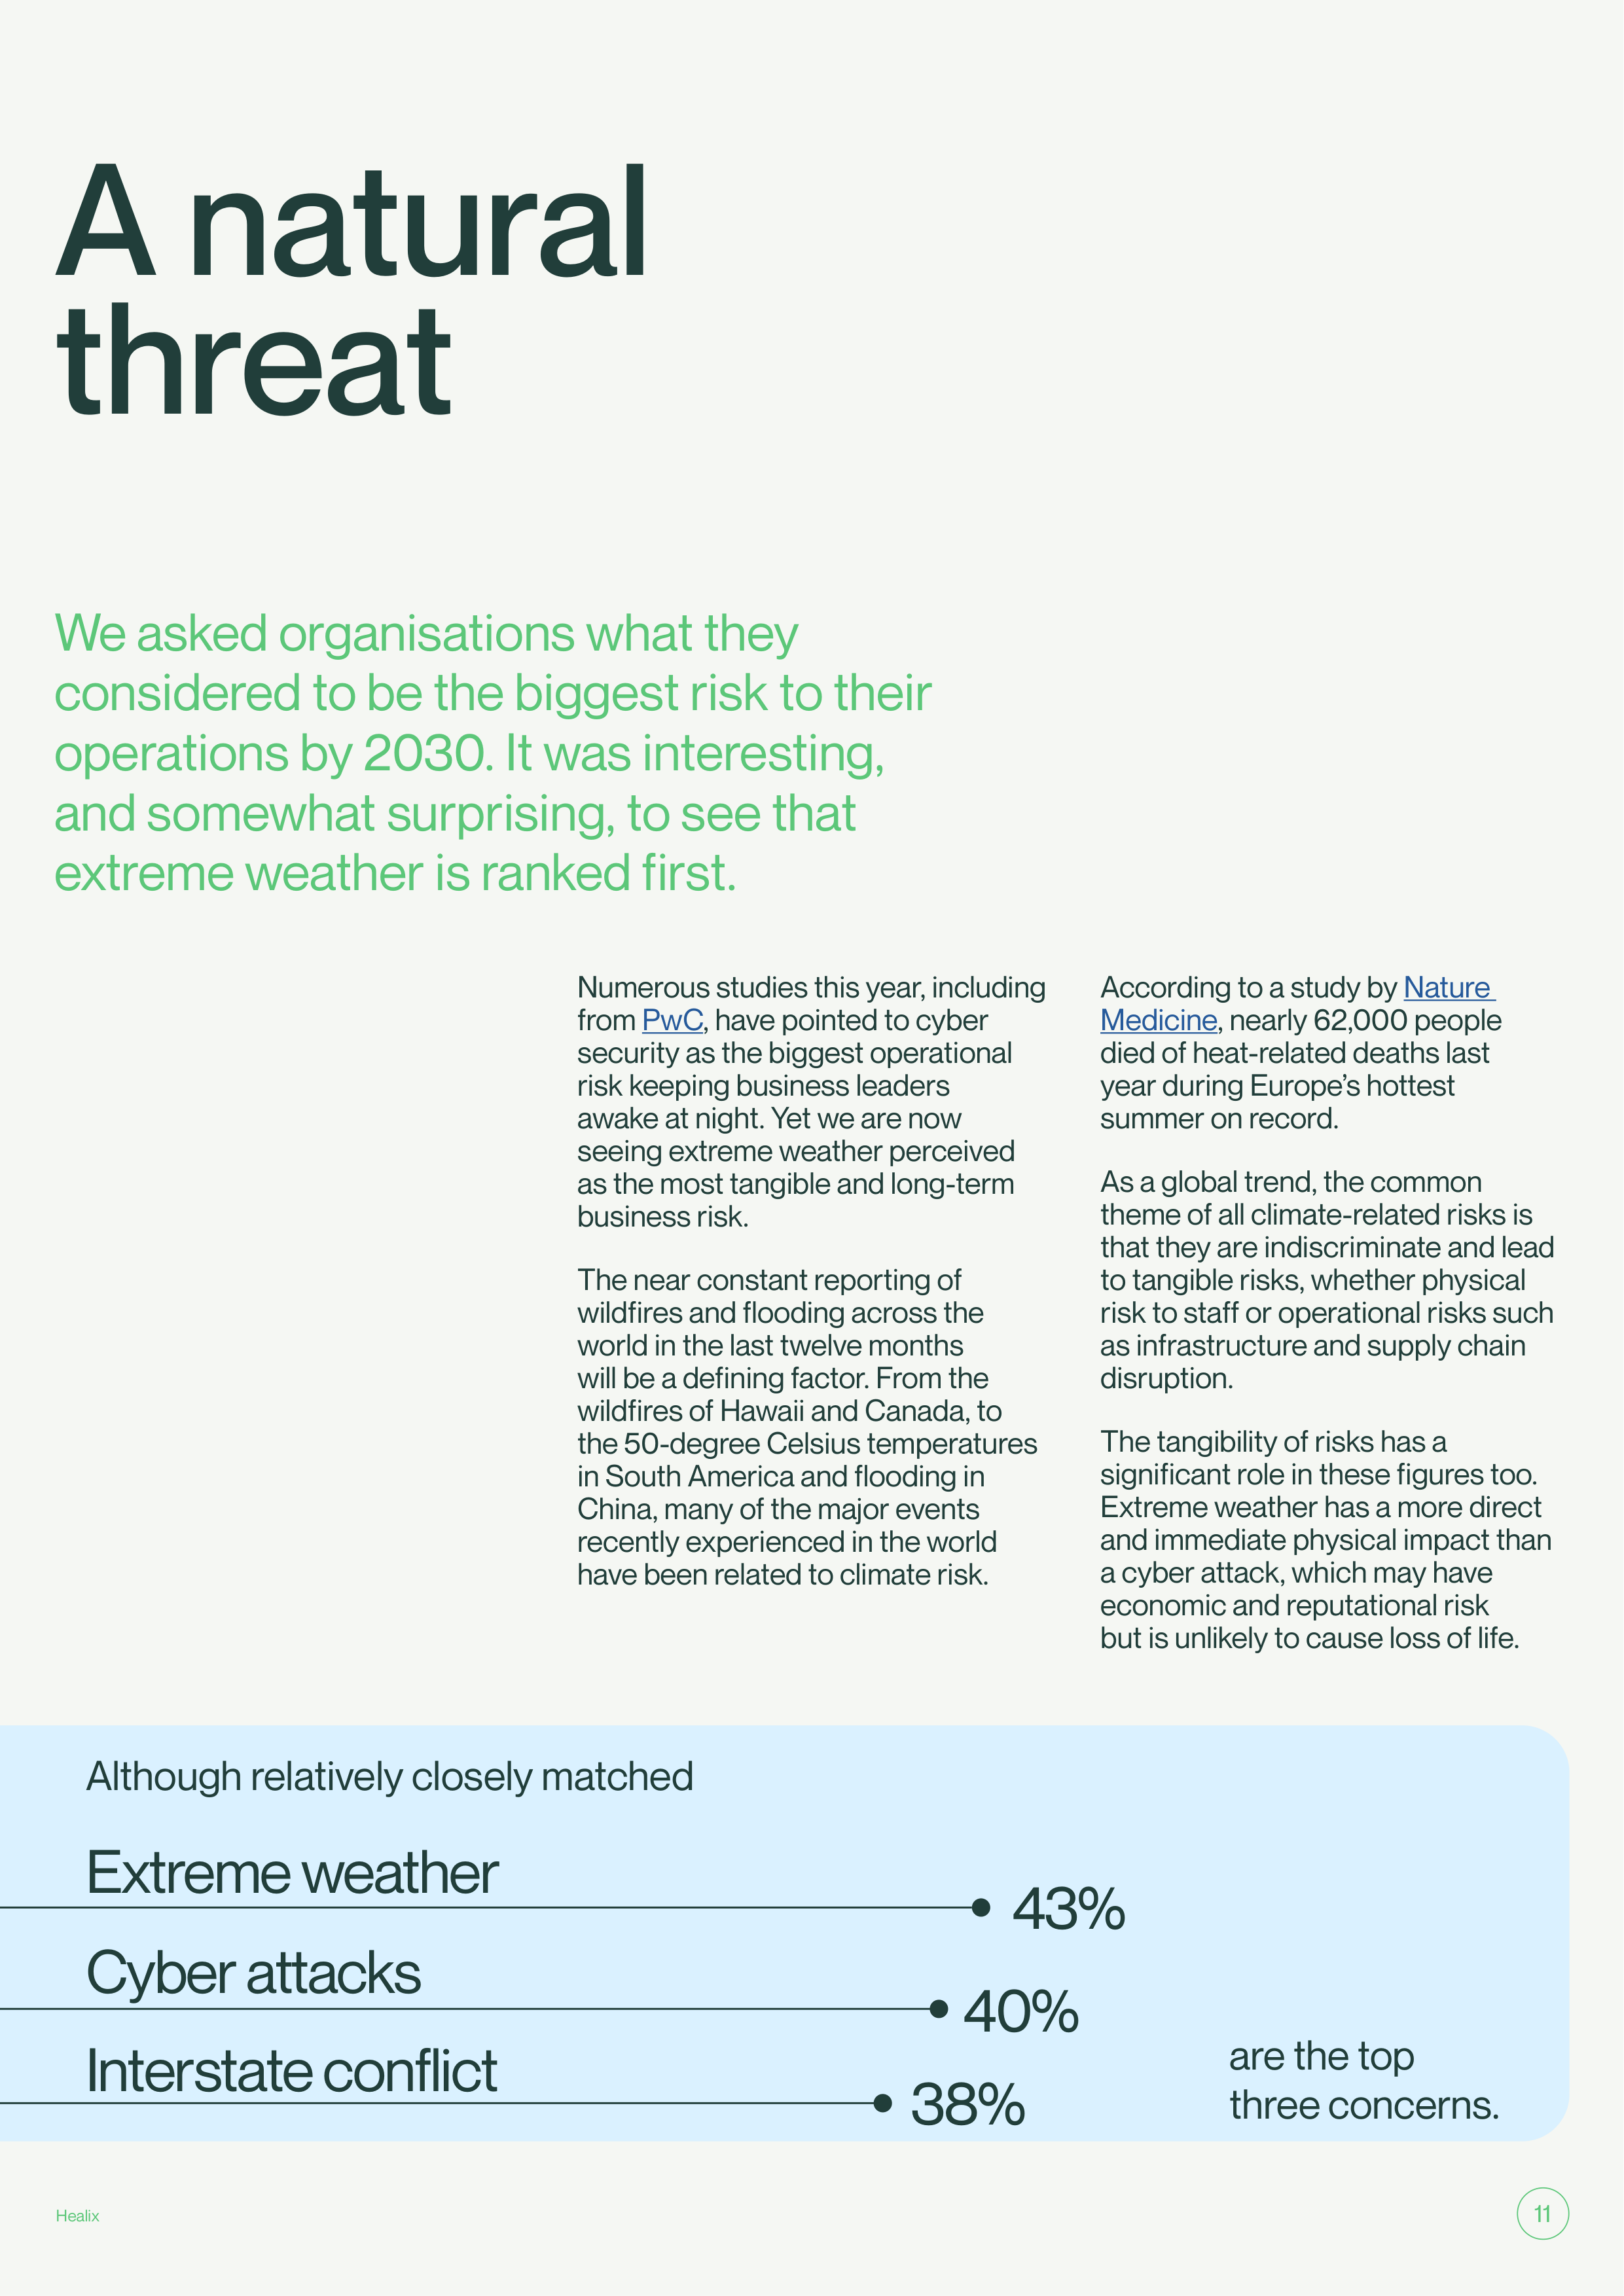 A natural
threat
We asked organisations what they
considered to be the biggest risk to their
operations by 2030. It was interesting,
and somewhat surprising, to see that
extreme weather is ranked first.
Numerous studies this year, including
from PwC, have pointed to cyber
security as the biggest operational
risk keeping business leaders
awake at night. Yet we are now
seeing extreme weather perceived
as the most tangible and long-term
business risk.
The near constant reporting of
wildfires and flooding across the
world in the last twelve months
will be a defining factor. From the
wildfires of Hawaii and Canada, to
the 50-degree Celsius temperatures
in South America and flooding in
China, many of the major events
recently experienced in the world
have been related to climate risk.
According to a study by Nature
Medicine, nearly 62,000 people
died of heat-related deaths last
year during Europe’s hottest
summer on record.
As a global trend, the common
theme of all climate-related risks is
that they are indiscriminate and lead
to tangible risks, whether physical
risk to staff or operational risks such
as infrastructure and supply chain
disruption.
The tangibility of risks has a
significant role in these figures too.
Extreme weather has a more direct
and immediate physical impact than
a cyber attack, which may have
economic and reputational risk
but is unlikely to cause loss of life.
Although relatively closely matched
Extreme weather
43%
Cyber attacks
40%
Interstate conflict
38%
are the top
three concerns.
Healix
11